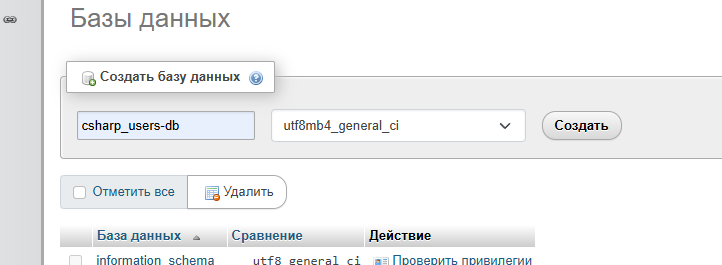 Базы данных
Создать базу данных
csharp_users-db utf8mb4_general_ci Создать
Отметить все Удалить
База данных Сравнение Действие
information_schema utf8_general_ci Проверить привилегии